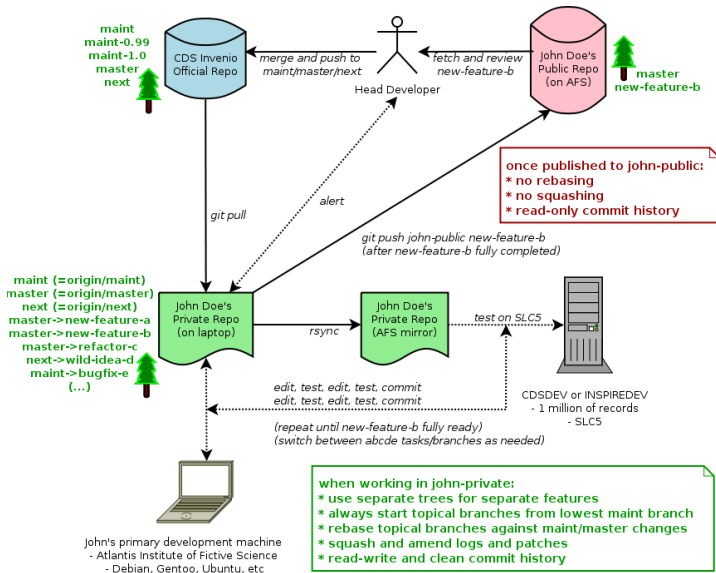 maint
maint-0.99
maint-1.0
master
next
CDS Invenio
Official Repo
merge and push to
maint/master/next
Head Developer
fetch and review
new-feature-b
John Doe's
Public Repo
(on AFS)
master
new-feature-b
once published to john-public:
* no rebasing
* no squashing
* read-only commit history
git pull
alert
git push john-public new-feature-b
(after new-feature-b fully completed)
maint (=origin/maint)
master (=origin/master)
next (=origin/next)
master->new-feature-a
master->new-feature-b
master->refactor-c
next->wild-idea-d
maint->bugfix-e
(...)
John Doe's
Private Repo
(on laptop)
rsync
John Doe's
Private Repo
(AFS mirror)
test on SLC5
CDSDEV or INSPIREDEV
- 1 million of records
- SLC5
edit, test, edit, test, commit
edit, test, edit, test, commit
(repeat until new-feature-b fully ready)
(switch between abcde tasks/branches as needed)
John's primary development machine
- Atlantis Institute of Fictive Science
- Debian, Gentoo, Ubuntu, etc
when working in john-private:
* use separate trees for separate features
* always start topical branches from lowest maint branch
* rebase topical branches against maint/master changes
* squash and amend logs and patches
* read-write and clean commit history